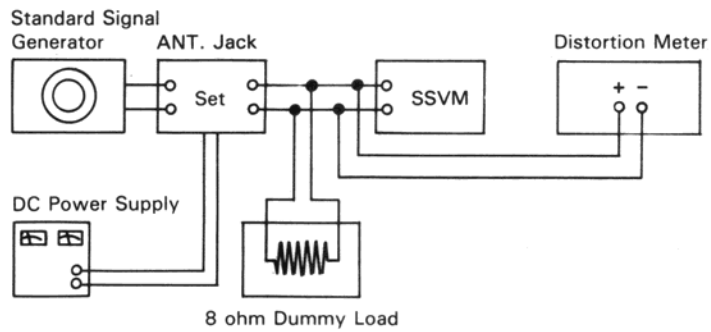 Standard Signal
Generator
ANT. Jack
Distortion Meter
Set
SSVM
+ −
DC Power Supply
8 ohm Dummy Load